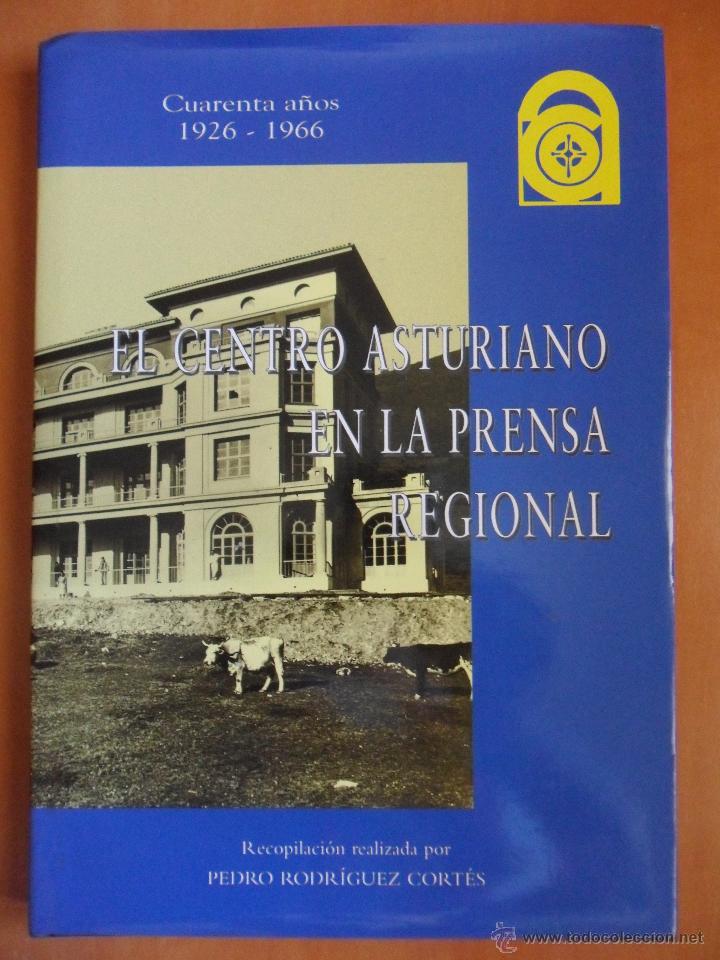 Cuarenta años
1926 - 1966
EL CENTRO ASTURIANO
EN LA PRENSA
REGIONAL
Recopilación realizada por
PEDRO RODRÍGUEZ CORTÉS
www.todocoleccion.net